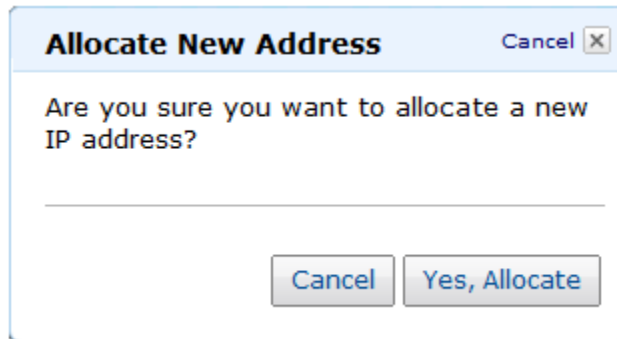 Allocate New Address Cancel
Are you sure you want to allocate a new
IP address?
Cancel Yes, Allocate